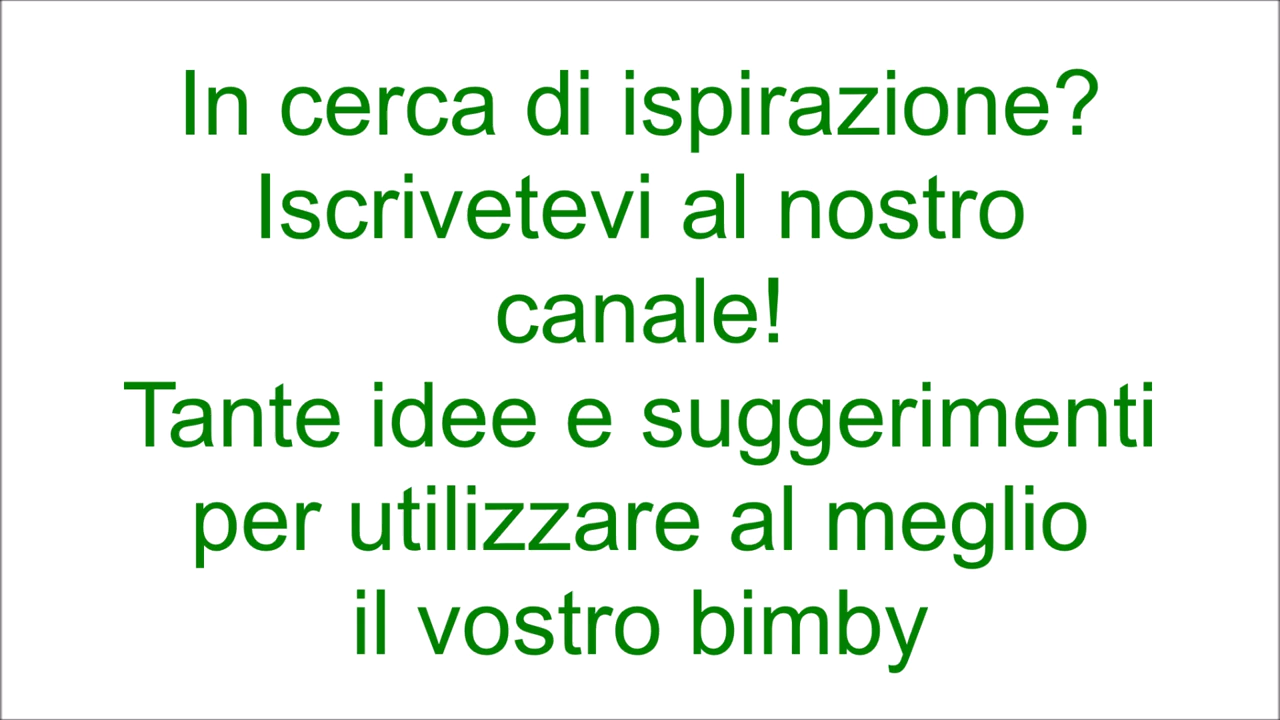 In cerca di ispirazione?
Iscrivetevi al nostro
canale!
Tante idee e suggerimenti
per utilizzare al meglio
il vostro bimby